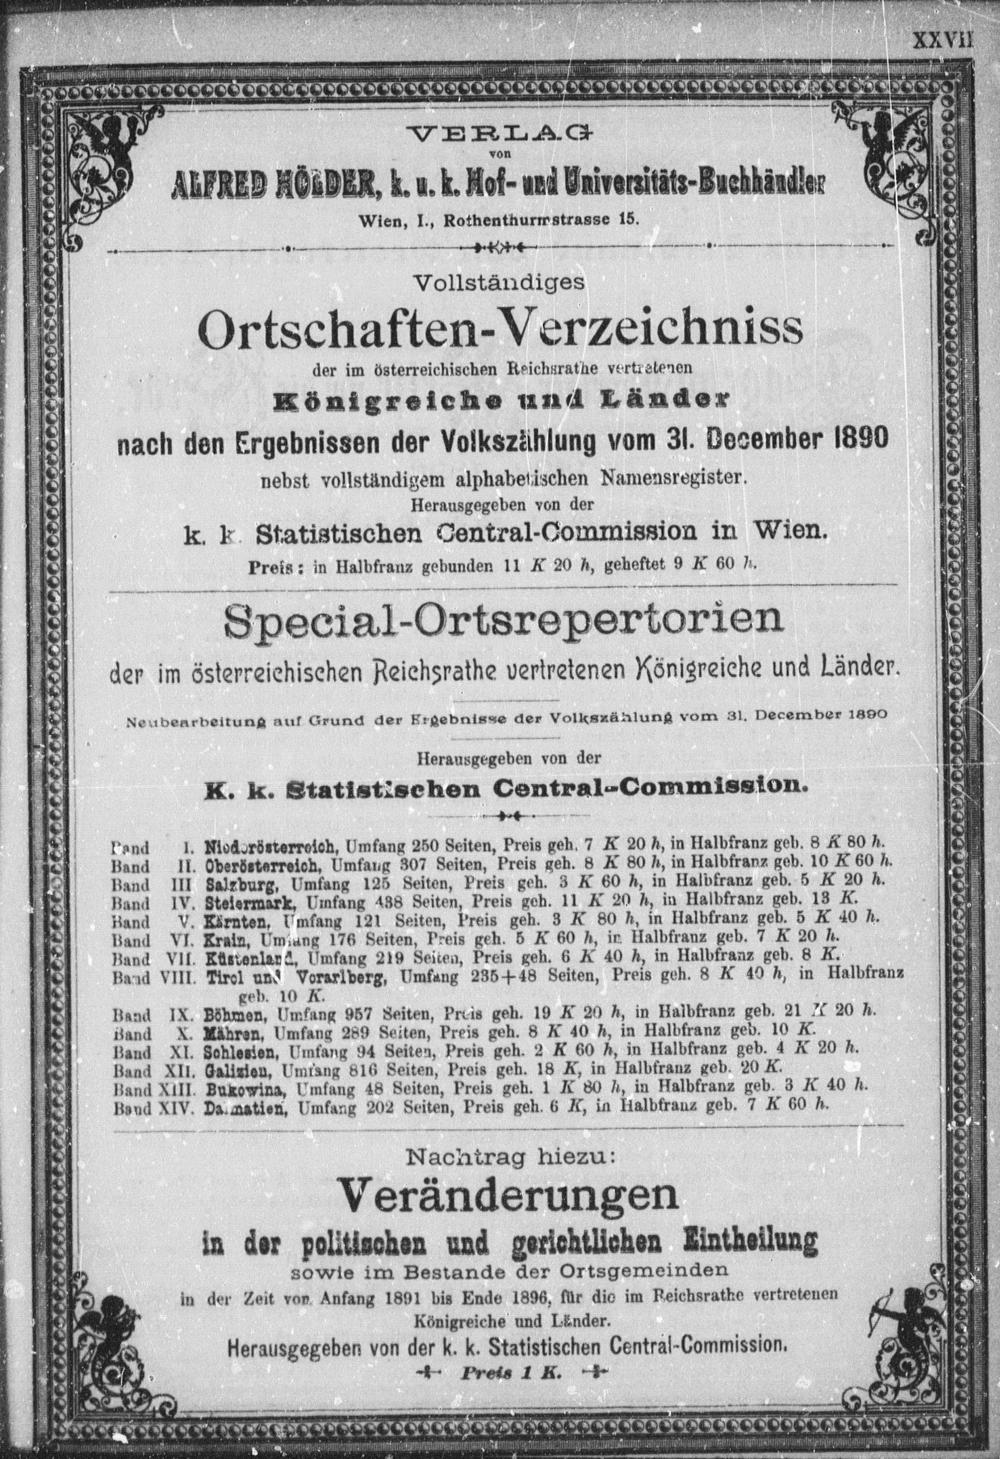 XXVII
VERLAG
VON
ALFRED HÖLDER, k. u. k. Hof- und Universitäts-Buchhändler
Wien, I., Rothenthurmstrasse 15.
Vollständiges
Ortschaften-Verzeichniss
der im österreichischen Reichsrathe vertretenen
Königreiche und Länder
nach den Ergebnissen der Volkszählung vom 31. December 1890
nebst vollständigem alphabetischen Namensregister.
Herausgegeben von der
k. k. Statistischen Central-Commission in Wien.
Preis: in Halbfranz gebunden 11 K 20 h, geheftet 9 K 60 h.
Special-Ortsrepertorien
der im österreichischen Reichsrathe vertretenen Königreiche und Länder.
Neubearbeitung auf Grund der Ergebnisse der Volkszählung vom 31. December 1890
Herausgegeben von der
K. k. Statistischen Central-Commission.
Band I. Niederösterreich, Umfang 250 Seiten, Preis geh. 7 K 20 h, in Halbfranz geb. 8 K 80 h.
Band II. Oberösterreich, Umfang 307 Seiten, Preis geh. 8 K 80 h, in Halbfranz geb. 10 K 60 h.
Band III Salzburg, Umfang 125 Seiten, Preis geh. 3 K 60 h, in Halbfranz geb. 5 K 20 h.
Band IV. Steiermark, Umfang 438 Seiten, Preis geh. 11 K 20 h, in Halbfranz geb. 13 K.
Band V. Kärnten, Umfang 121 Seiten, Preis geh. 3 K 80 h, in Halbfranz geb. 5 K 40 h.
Band VI. Krain, Umfang 176 Seiten, Preis geh. 5 K 60 h, in Halbfranz geb. 7 K 20 h.
Band VII. Küstenland, Umfang 219 Seiten, Preis geh. 6 K 40 h, in Halbfranz geb. 8 K.
Band VIII. Tirol und Vorarlberg, Umfang 235+48 Seiten, Preis geh. 8 K 40 h, in Halbfranz
geb. 10 K.
Band IX. Böhmen, Umfang 957 Seiten, Preis geh. 19 K 20 h, in Halbfranz geb. 21 K 20 h.
Band X. Mähren, Umfang 289 Seiten, Preis geh. 8 K 40 h, in Halbfranz geb. 10 K.
Band XI. Schlesien, Umfang 94 Seiten, Preis geh. 2 K 60 h, in Halbfranz geb. 4 K 20 h.
Band XII. Galizien, Umfang 816 Seiten, Preis geh. 18 K, in Halbfranz geb. 20 K.
Band XIII. Bukowina, Umfang 48 Seiten, Preis geh. 1 K 80 h, in Halbfranz geb. 3 K 40 h.
Band XIV. Dalmatien, Umfang 202 Seiten, Preis geh. 6 K, in Halbfranz geb. 7 K 60 h.
Nachtrag hiezu:
Veränderungen
in der politischen und gerichtlichen Eintheilung
sowie im Bestande der Ortsgemeinden
in der Zeit von Anfang 1891 bis Ende 1896, für die im Reichsrathe vertretenen
Königreiche und Länder.
Herausgegeben von der k. k. Statistischen Central-Commission.
Preis 1 K.